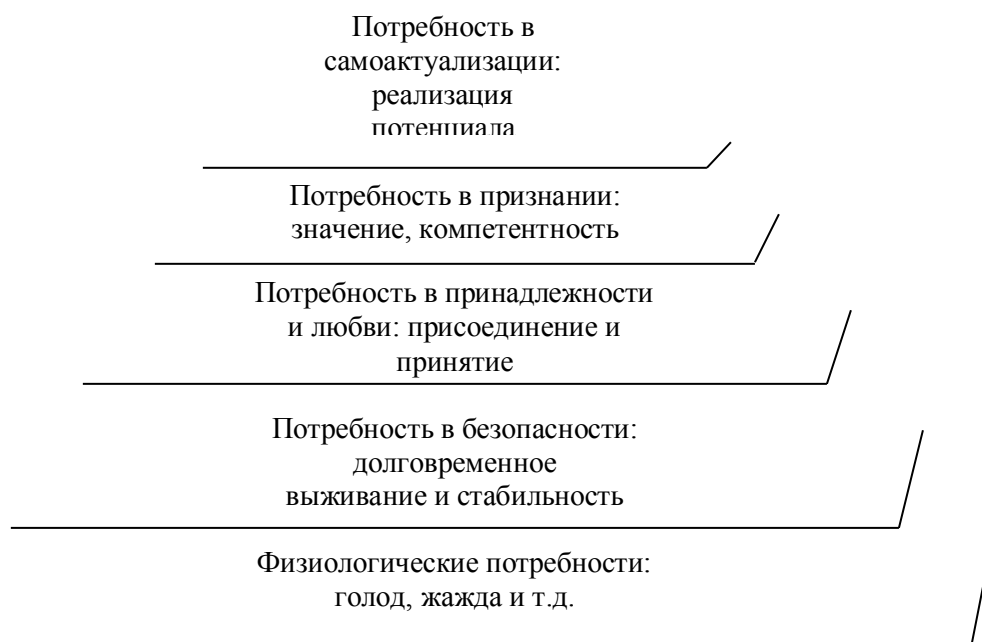 Потребность в
самоактуализации:
реализация
потенциала
Потребность в признании:
значение, компетентность
Потребность в принадлежности
и любви: присоединение и
принятие
Потребность в безопасности:
долговременное
выживание и стабильность
Физиологические потребности:
голод, жажда и т.д.